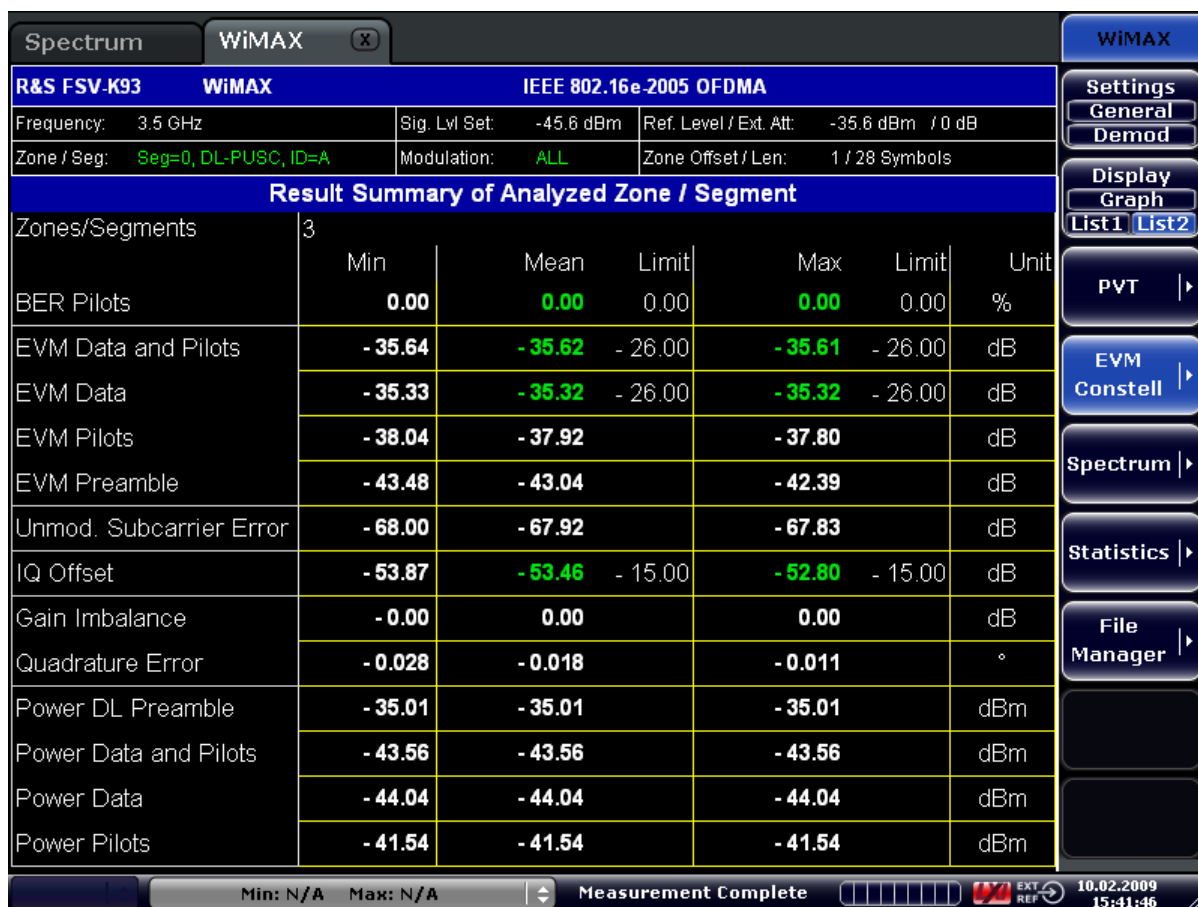 Spectrum WiMAX X WiMAX
R&S FSV-K93 WiMAX IEEE 802.16e-2005 OFDMA
Frequency: 3.5 GHz Sig. Lvl Set: -45.6 dBm Ref. Level / Ext. Att: -35.6 dBm / 0 dB
Zone / Seg: Seg=0, DL-PUSC, ID=A Modulation: ALL Zone Offset / Len: 1 / 28 Symbols
Result Summary of Analyzed Zone / Segment
Zones/Segments 3
Min Mean Limit Max Limit Unit
BER Pilots 0.00 0.00 0.00 0.00 0.00 %
EVM Data and Pilots - 35.64 - 35.62 - 26.00 - 35.61 - 26.00 dB
EVM Data - 35.33 - 35.32 - 26.00 - 35.32 - 26.00 dB
EVM Pilots - 38.04 - 37.92 - 37.80 dB
EVM Preamble - 43.48 - 43.04 - 42.39 dB
Unmod. Subcarrier Error - 68.00 - 67.92 - 67.83 dB
IQ Offset - 53.87 - 53.46 - 15.00 - 52.80 - 15.00 dB
Gain Imbalance - 0.00 0.00 0.00 dB
Quadrature Error - 0.028 - 0.018 - 0.011 °
Power DL Preamble - 35.01 - 35.01 - 35.01 dBm
Power Data and Pilots - 43.56 - 43.56 - 43.56 dBm
Power Data - 44.04 - 44.04 - 44.04 dBm
Power Pilots - 41.54 - 41.54 - 41.54 dBm
Settings
General
Demod
Display
Graph
List1 List2
PVT
EVM
Constell
Spectrum
Statistics
File
Manager
Min: N/A Max: N/A Measurement Complete EXT REF 10.02.2009
15:41:46